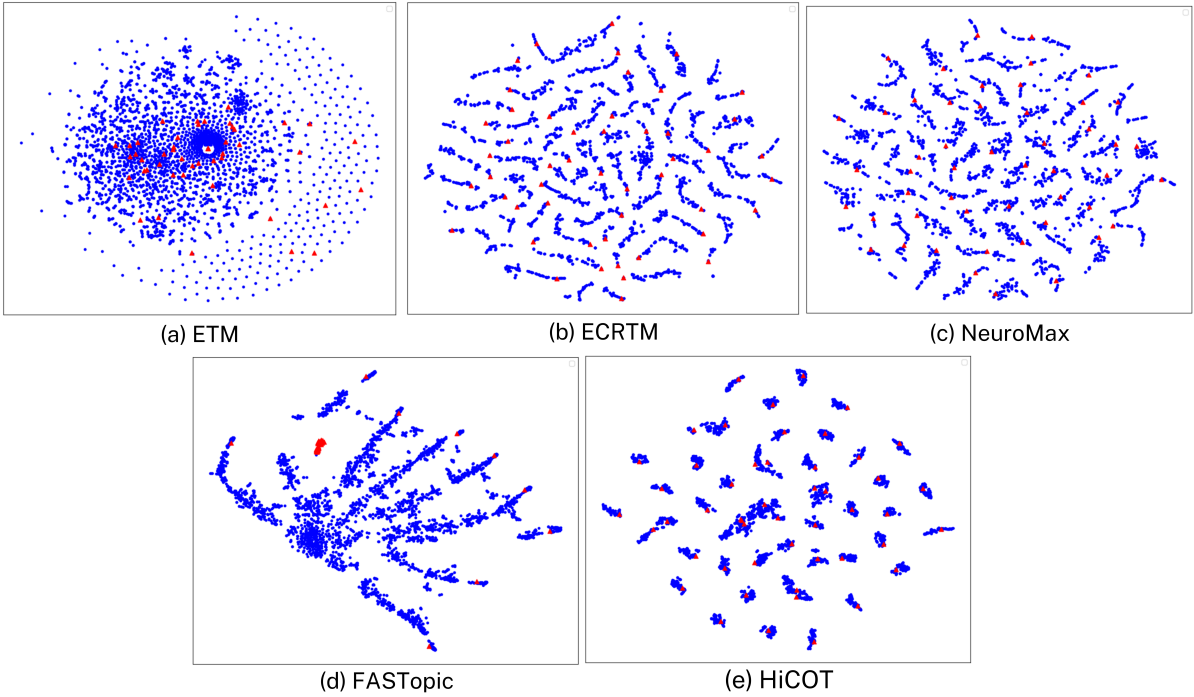 (a) ETM
(b) ECRTM
(c) NeuroMax
(d) FASTopic
(e) HiCOT